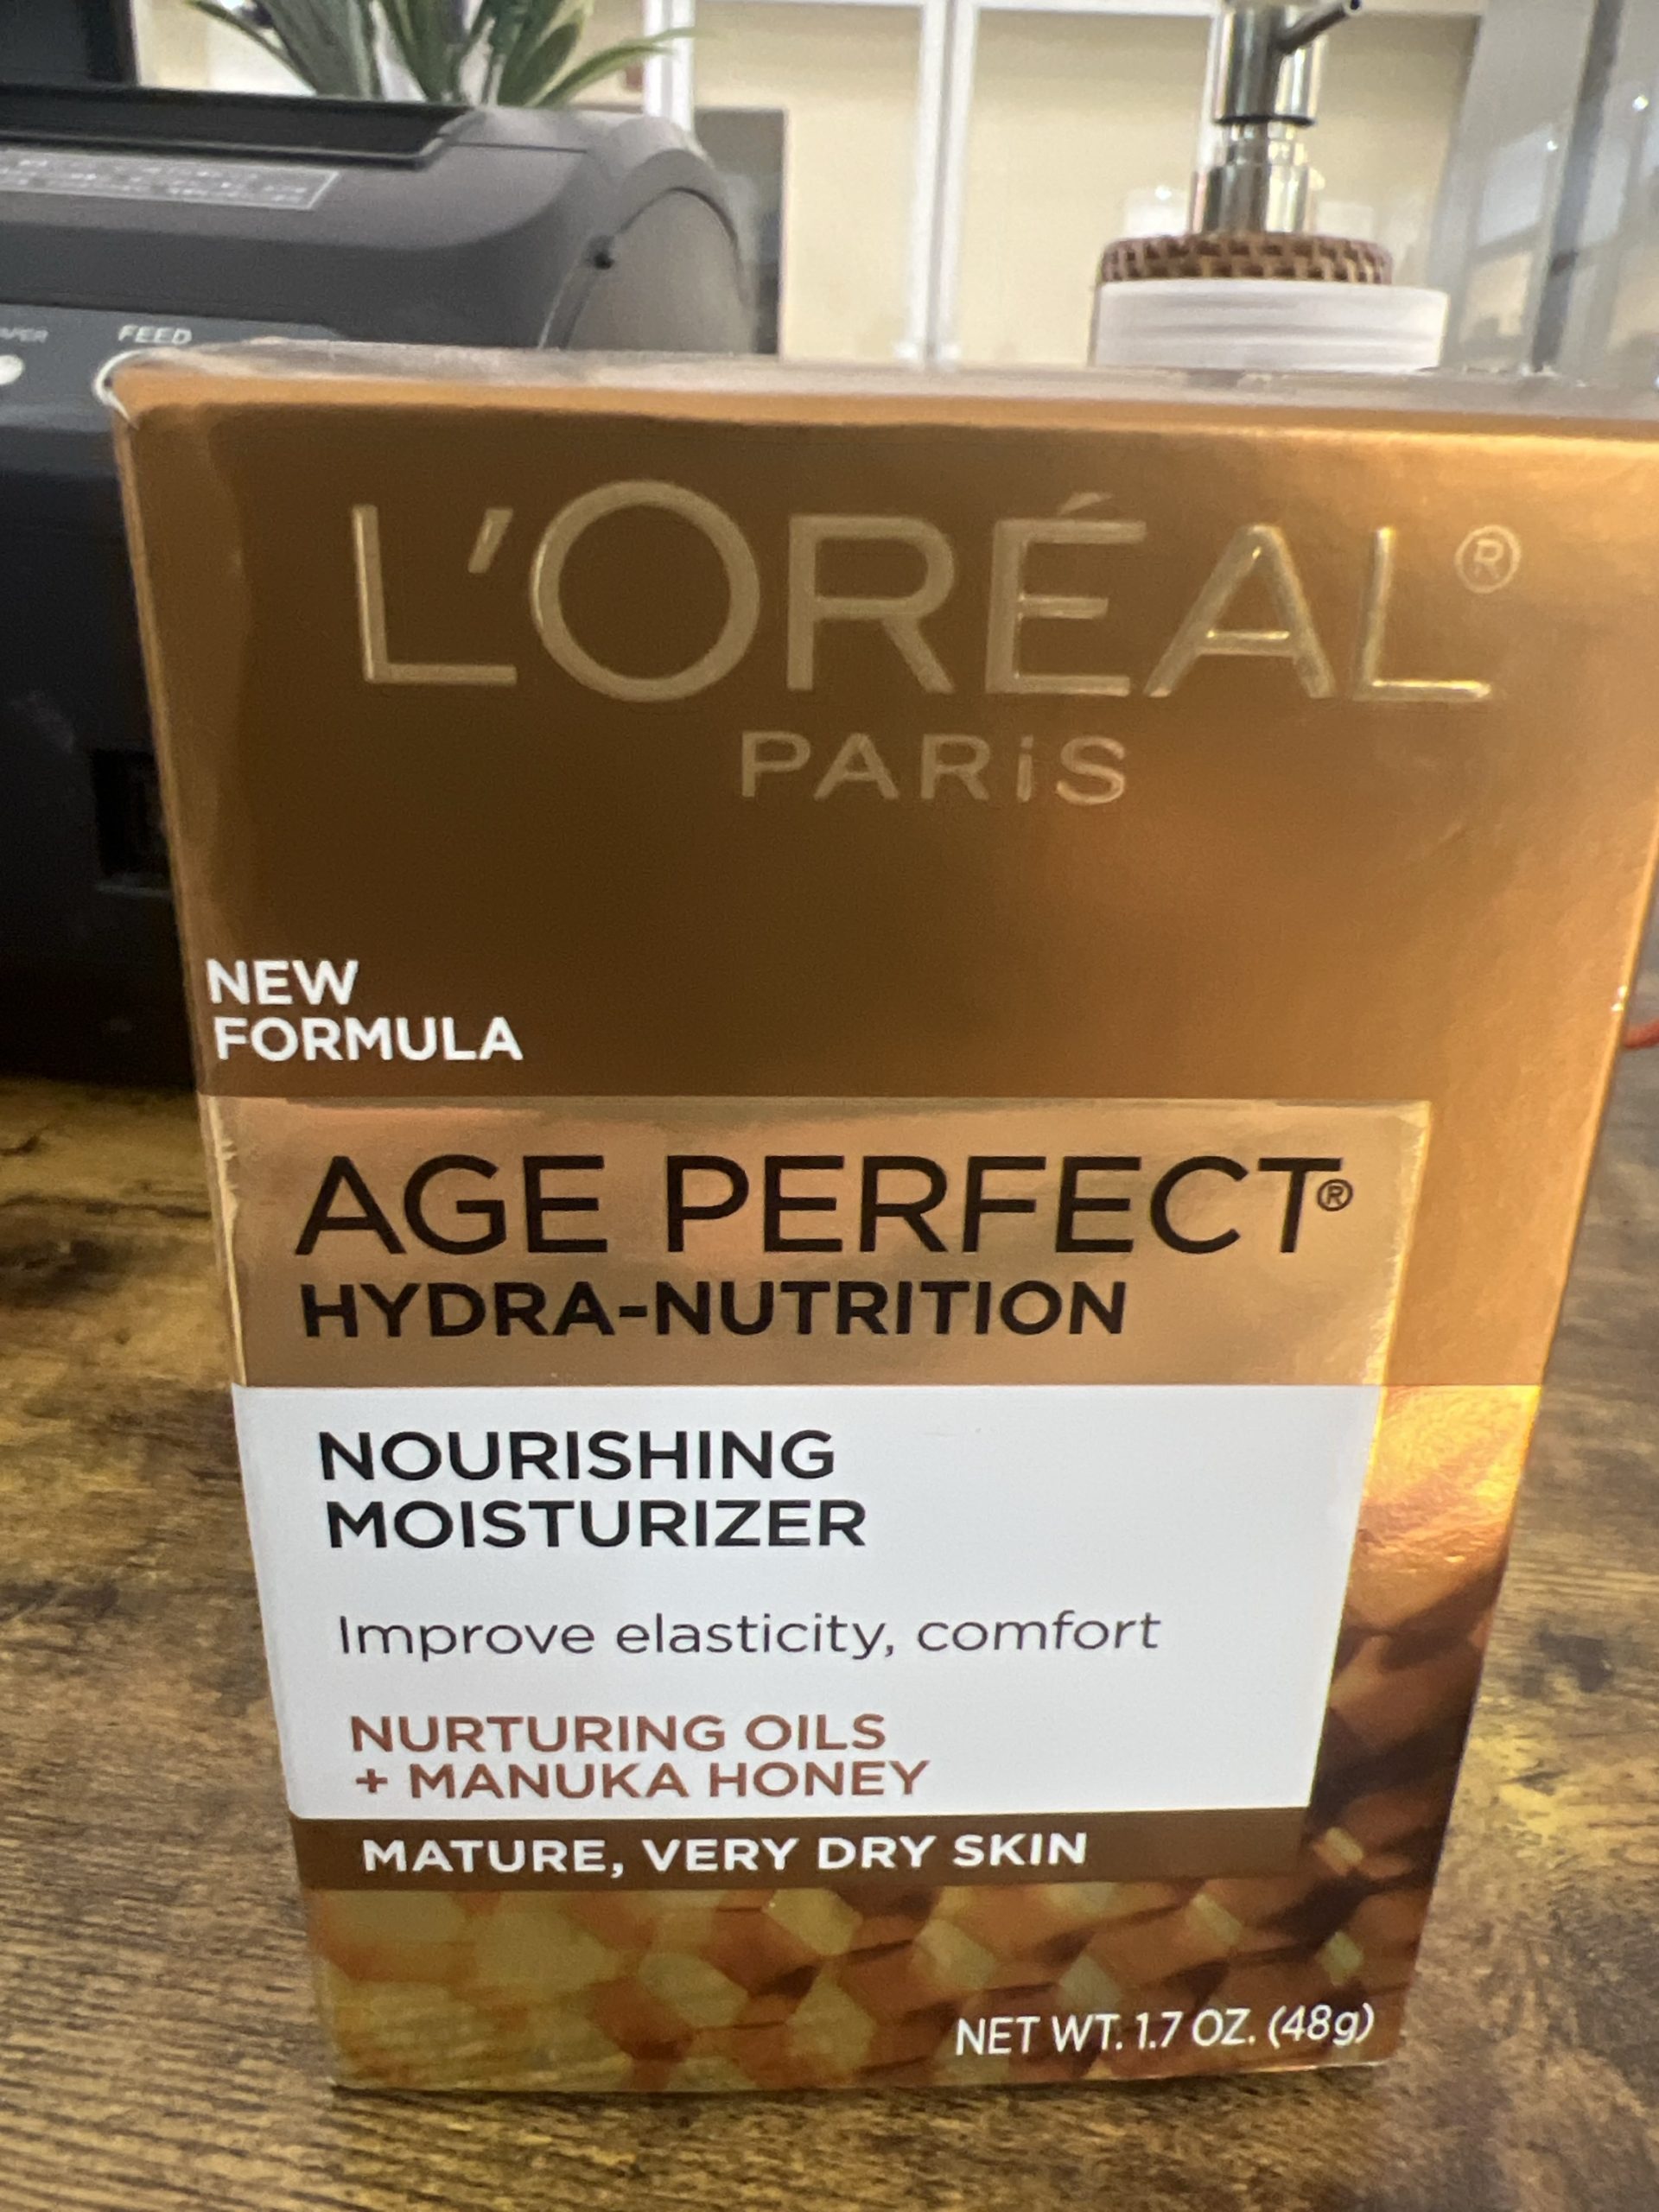 FEED
L'ORÉAL®
PARiS
NEW
FORMULA
AGE PERFECT®
HYDRA-NUTRITION
NOURISHING
MOISTURIZER
Improve elasticity, comfort
NURTURING OILS
+ MANUKA HONEY
MATURE, VERY DRY SKIN
NET WT. 1.7 OZ. (48g)